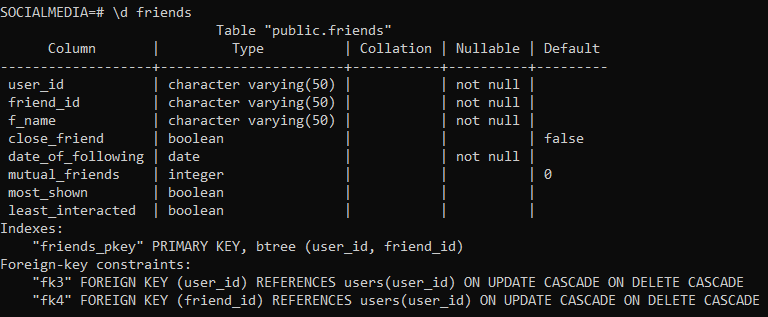 SOCIALMEDIA=# \d friends
                          Table "public.friends"
      Column       |         Type          | Collation | Nullable | Default
-------------------+-----------------------+-----------+----------+---------
 user_id           | character varying(50) |           | not null |
 friend_id         | character varying(50) |           | not null |
 f_name            | character varying(50) |           | not null |
 close_friend      | boolean               |           |          | false
 date_of_following | date                  |           | not null |
 mutual_friends    | integer               |           |          | 0
 most_shown        | boolean               |           |          |
 least_interacted  | boolean               |           |          |
Indexes:
    "friends_pkey" PRIMARY KEY, btree (user_id, friend_id)
Foreign-key constraints:
    "fk3" FOREIGN KEY (user_id) REFERENCES users(user_id) ON UPDATE CASCADE ON DELETE CASCADE
    "fk4" FOREIGN KEY (friend_id) REFERENCES users(user_id) ON UPDATE CASCADE ON DELETE CASCADE